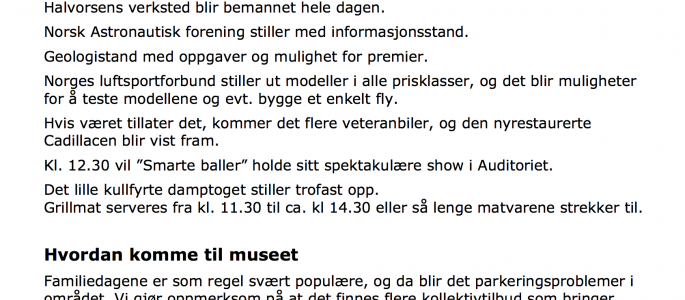 Halvorsens verksted blir bemannet hele dagen.
Norsk Astronautisk forening stiller med informasjonsstand.
Geologistand med oppgaver og mulighet for premier.
Norges luftsportforbund stiller ut modeller i alle prisklasser, og det blir muligheter
for å teste modellene og evt. bygge et enkelt fly.
Hvis været tillater det, kommer det flere veteranbiler, og den nyrestaurerte
Cadillacen blir vist fram.
Kl. 12.30 vil ”Smarte baller” holde sitt spektakulære show i Auditoriet.
Det lille kullfyrte damptoget stiller trofast opp.
Grillmat serveres fra kl. 11.30 til ca. kl 14.30 eller så lenge matvarene strekker til.
Hvordan komme til museet
Familiedagene er som regel svært populære, og da blir det parkeringsproblemer i
området. Vi gjør oppmerksom på at det finnes flere kollektivtilbud som bringer